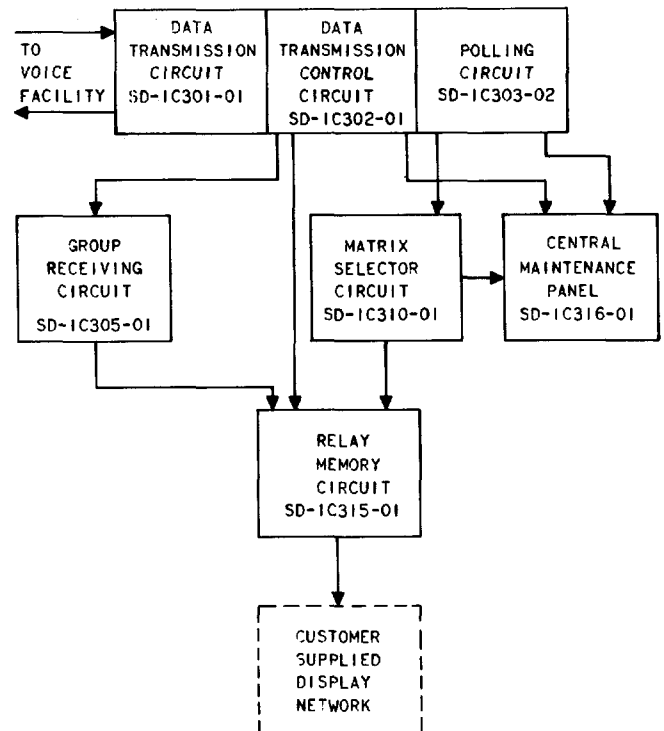 TO
VOICE
FACILITY
DATA
TRANSMISSION
CIRCUIT
SD-1C301-01
DATA
TRANSMISSION
CONTROL
CIRCUIT
SD-1C302-01
POLLING
CIRCUIT
SD-1C303-02
GROUP
RECEIVING
CIRCUIT
SD-1C305-01
MATRIX
SELECTOR
CIRCUIT
SD-1C310-01
CENTRAL
MAINTENANCE
PANEL
SD-1C316-01
RELAY
MEMORY
CIRCUIT
SD-1C315-01
CUSTOMER
SUPPLIED
DISPLAY
NETWORK